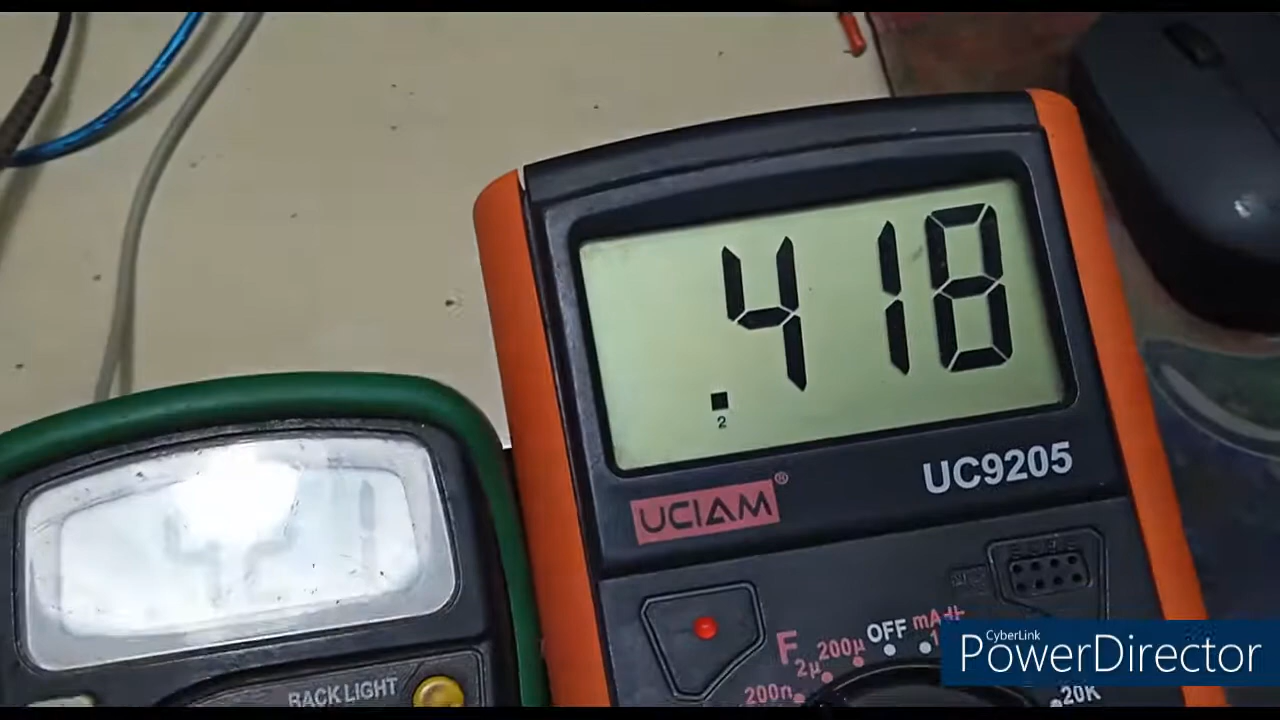 .418
2
UC9205
UCIAM®
F
2µ 200µ OFF mA
200n
20K
BACK LIGHT
CyberLink
PowerDirector